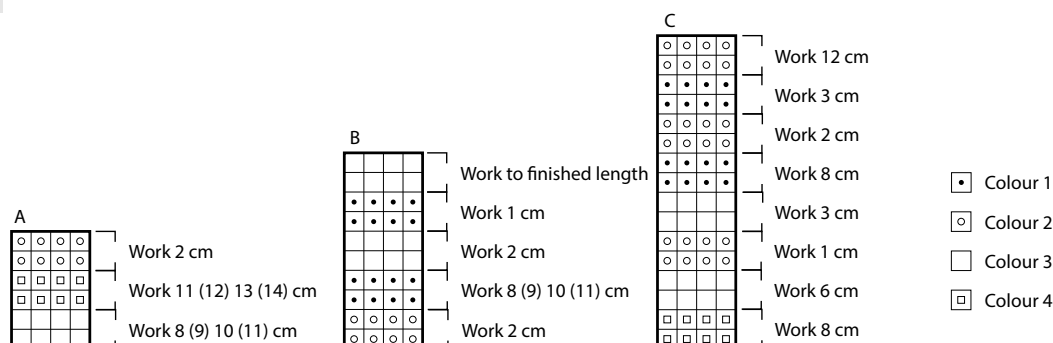 A
Work 2 cm
Work 11 (12) 13 (14) cm
Work 8 (9) 10 (11) cm
B
Work to finished length
Work 1 cm
Work 2 cm
Work 8 (9) 10 (11) cm
Work 2 cm
C
Work 12 cm
Work 3 cm
Work 2 cm
Work 8 cm
Work 3 cm
Work 1 cm
Work 6 cm
Work 8 cm
Colour 1
Colour 2
Colour 3
Colour 4